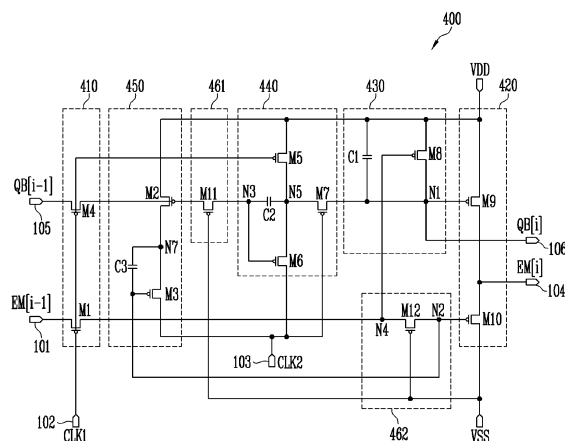 400
410 450 461 440 430 VDD 420
M5 C1 M8
QB[i-1] M2 M11 N3 N5 M7 N1 M9
105 M4 C2
N7 M6 QB[i]
106
C3 EM[i]
M3 104
EM[i-1] M1 M12 N2 M10
101 N4
103 CLK2
102 462
CLK1 VSS